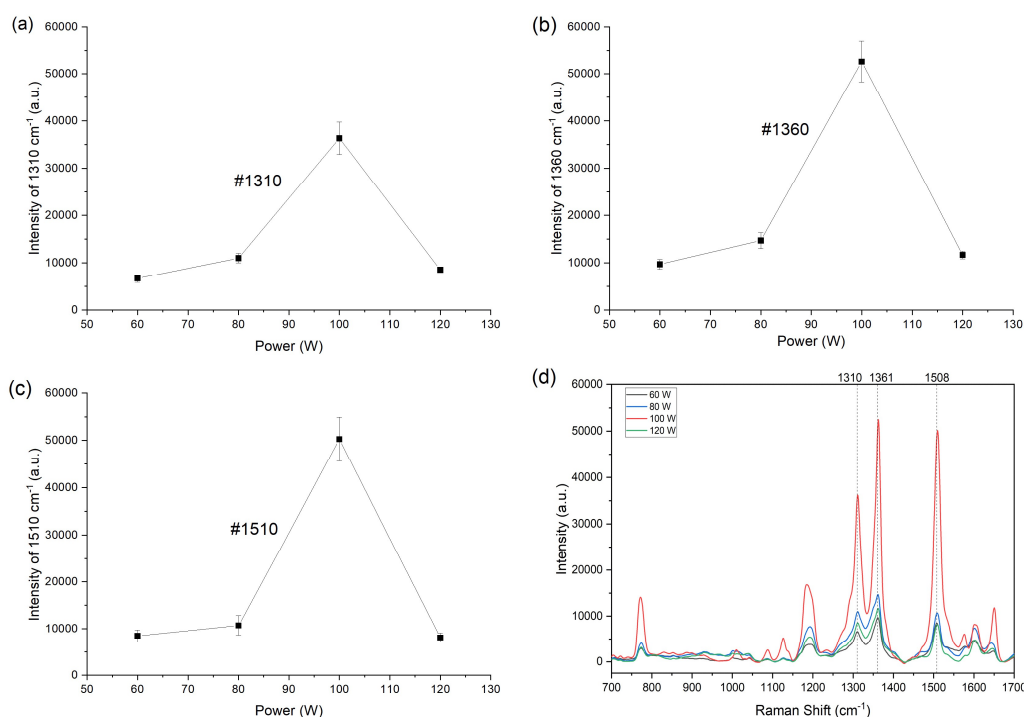 (a)
60000
50000
40000
30000
20000
10000
0
Intensity of 1310 cm⁻¹ (a.u.)
#1310
50 60 70 80 90 100 110 120 130
Power (W)
(b)
60000
50000
40000
30000
20000
10000
0
Intensity of 1360 cm⁻¹ (a.u.)
#1360
50 60 70 80 90 100 110 120 130
Power (W)
(c)
60000
50000
40000
30000
20000
10000
0
Intensity of 1510 cm⁻¹ (a.u.)
#1510
50 60 70 80 90 100 110 120 130
Power (W)
(d)
1310 1361 1508
60000
50000
40000
30000
20000
10000
0
Intensity (a.u.)
60 W
80 W
100 W
120 W
700 800 900 1000 1100 1200 1300 1400 1500 1600 1700
Raman Shift (cm⁻¹)